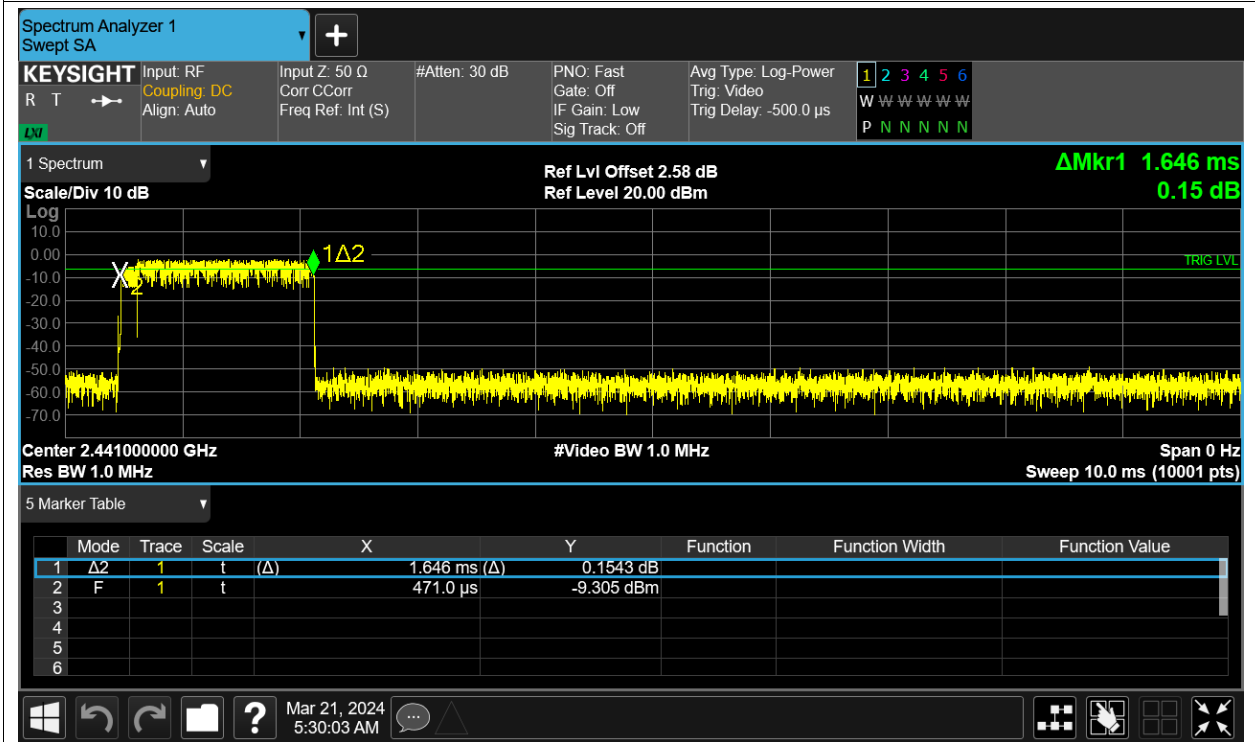 Spectrum Analyzer 1
Swept SA
KEYSIGHT
R T
LXI
Input: RF
Coupling: DC
Align: Auto
Input Z: 50 Ω
Corr CCorr
Freq Ref: Int (S)
#Atten: 30 dB
PNO: Fast
Gate: Off
IF Gain: Low
Sig Track: Off
Avg Type: Log-Power
Trig: Video
Trig Delay: -500.0 µs
1 2 3 4 5 6
W W W W W W
P N N N N N
1 Spectrum
Scale/Div 10 dB
Ref Lvl Offset 2.58 dB
Ref Level 20.00 dBm
ΔMkr1 1.646 ms
0.15 dB
Log
10.0
0.00
-10.0
-20.0
-30.0
-40.0
-50.0
-60.0
-70.0
X
2
1Δ2
TRIG LVL
Center 2.441000000 GHz
#Video BW 1.0 MHz
Span 0 Hz
Res BW 1.0 MHz
Sweep 10.0 ms (10001 pts)
5 Marker Table
Mode Trace Scale X Y Function Function Width Function Value
1 Δ2 1 t (Δ) 1.646 ms (Δ) 0.1543 dB
2 F 1 t 471.0 µs -9.305 dBm
3
4
5
6
?
Mar 21, 2024
5:30:03 AM